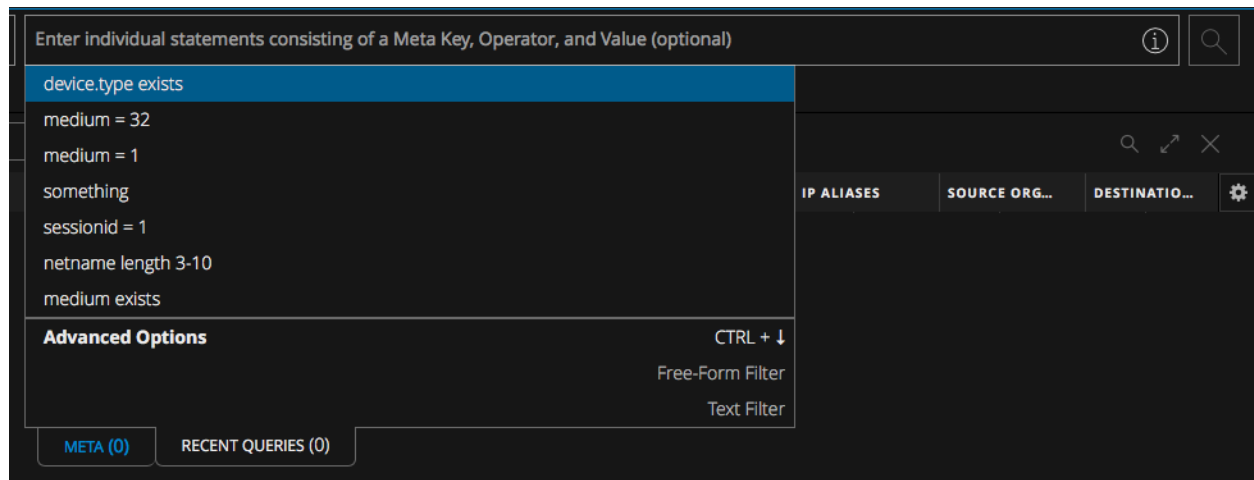 Enter individual statements consisting of a Meta Key, Operator, and Value (optional)
device.type exists
medium = 32
medium = 1
something
IP ALIASES SOURCE ORG... DESTINATIO...
sessionid = 1
netname length 3-10
medium exists
Advanced Options CTRL + ↓
Free-Form Filter
Text Filter
META (0) RECENT QUERIES (0)